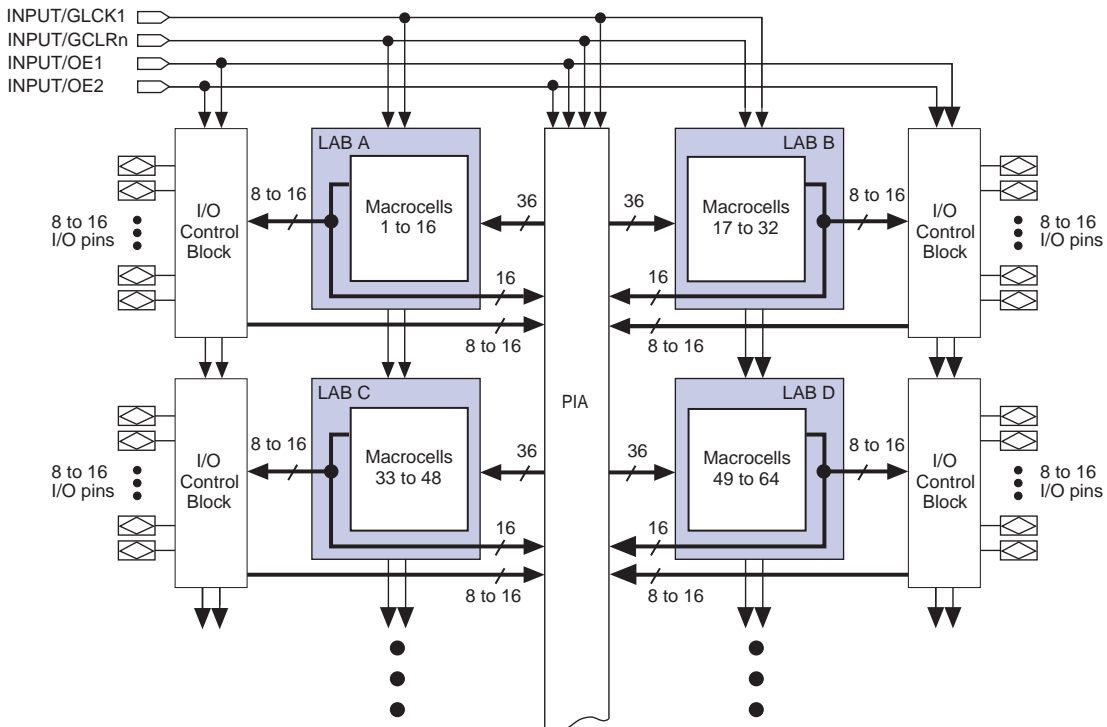 INPUT/GLCK1
INPUT/GCLRn
INPUT/OE1
INPUT/OE2
LAB A
LAB B
8 to 16
I/O pins
I/O
Control
Block
8 to 16
Macrocells
1 to 16
36
36
Macrocells
17 to 32
8 to 16
I/O
Control
Block
8 to 16
I/O pins
16
16
8 to 16
8 to 16
LAB C
PIA
LAB D
8 to 16
I/O pins
I/O
Control
Block
8 to 16
Macrocells
33 to 48
36
36
Macrocells
49 to 64
8 to 16
I/O
Control
Block
8 to 16
I/O pins
16
16
8 to 16
8 to 16